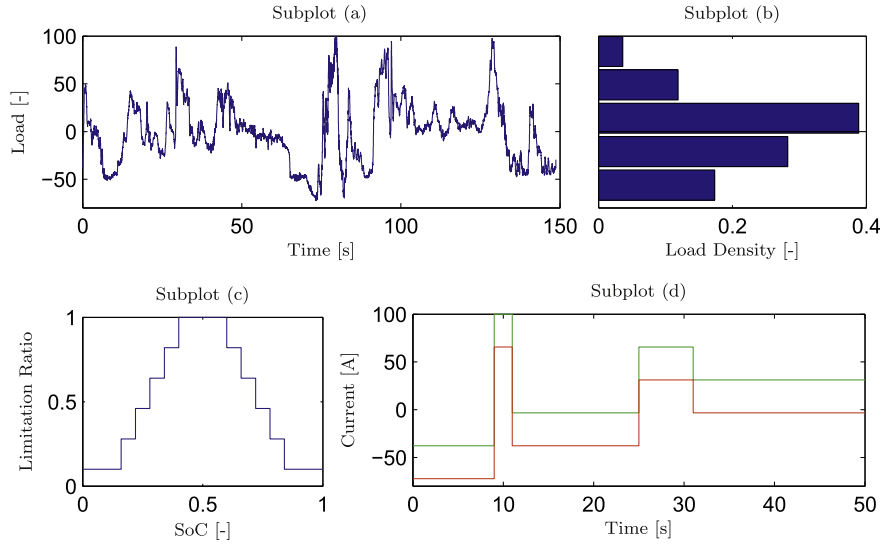 Subplot (a)
Load [-]
100
50
0
−50
0
50
100
150
Time [s]
Subplot (b)
0
0.2
0.4
Load Density [-]
Subplot (c)
Limitation Ratio
1
0.5
0
0
0.5
1
SoC [-]
Subplot (d)
Current [A]
100
50
0
−50
0
10
20
30
40
50
Time [s]